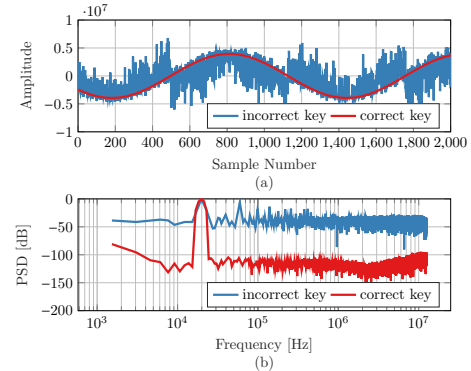 ·10^7
1
0.5
0
−0.5
−1
Amplitude
0 200 400 600 800 1,000 1,200 1,400 1,600 1,800 2,000
incorrect key correct key
Sample Number
(a)
0
−50
−100
−150
−200
PSD [dB]
10^3 10^4 10^5 10^6 10^7
incorrect key correct key
Frequency [Hz]
(b)